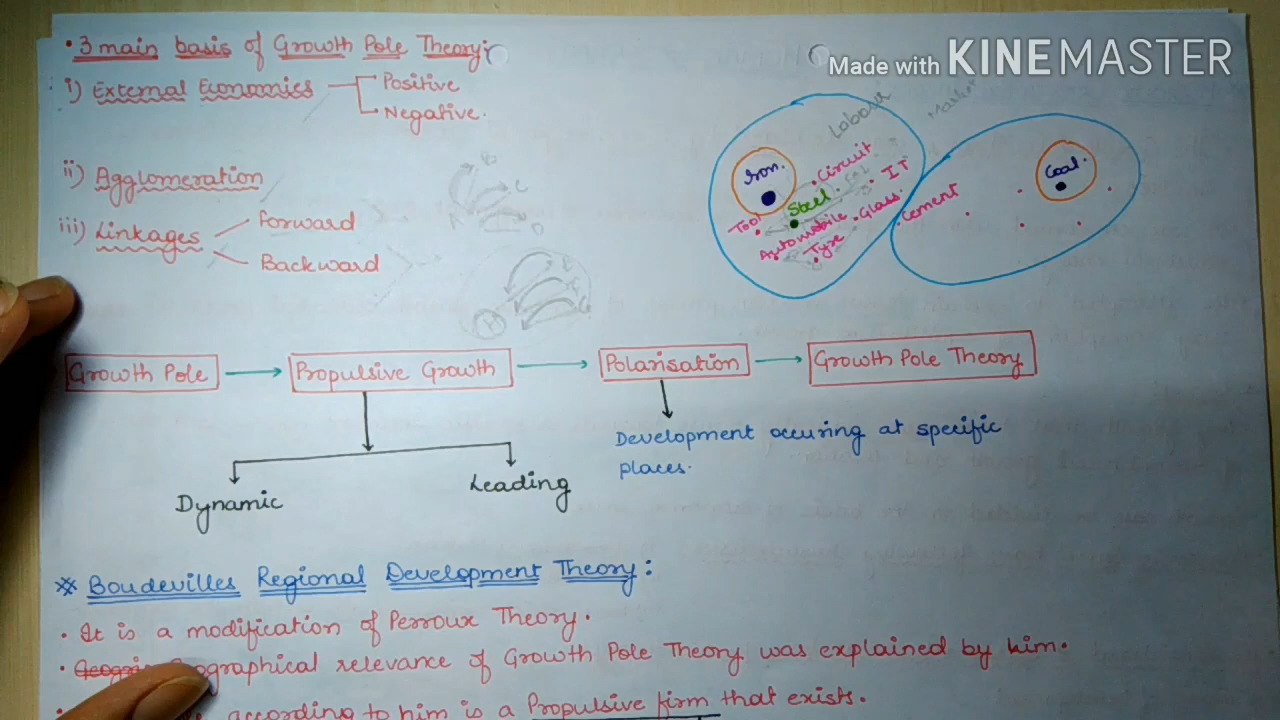 • 3 main basis of Growth Pole Theory:
Made with KINEMASTER
i) External Economics
Positive
Negative.
ii) Agglomeration
iii) Linkages
Forward
Backward
Labour
Market
Iron.
Circuit
IT
Steel
Tool
Automobile
Glass.
Tyre
Cement
Coal.
B
C
A
D
Growth Pole
Propulsive Growth
Polarisation
Growth Pole Theory
Dynamic
Leading
Development occuring at specific
places.
※ Boudevilles Regional Development Theory:
• It is a modification of Perroux Theory.
• Geographical relevance of Growth Pole Theory was explained by him.
according to him is a Propulsive firm that exists.